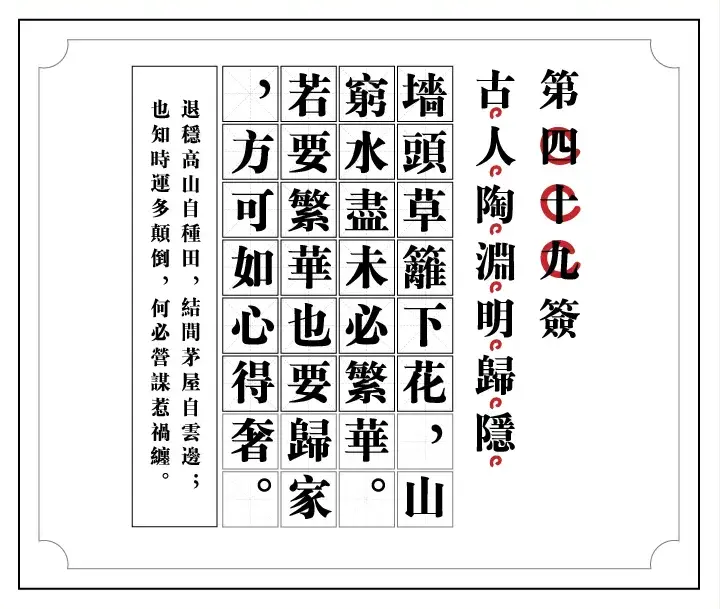 第四十九簽
古人陶淵明歸隱
墻頭草籬下花，山
窮水盡未必繁華。
若要繁華也要歸家
，方可如心得奢。
退穩高山自種田，結間茅屋自雲邊；
也知時運多顛倒，何必營謀惹禍纏。